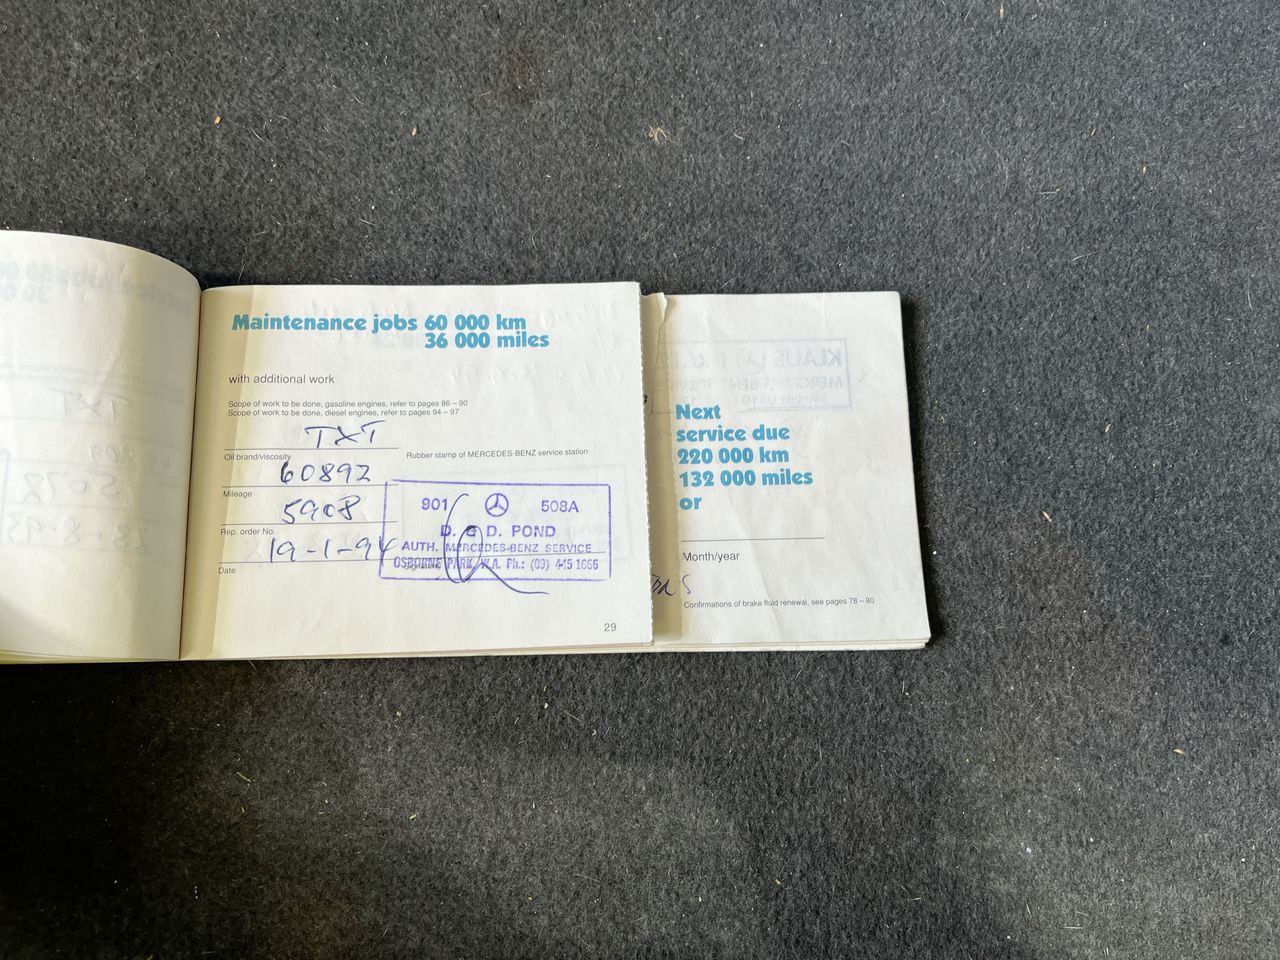 Maintenance jobs 60 000 km
36 000 miles
with additional work
Scope of work to be done, gasoline engines, refer to pages 86 – 90
Scope of work to be done, diesel engines, refer to pages 94 – 97
TXT
Oil brand/viscosity
Rubber stamp of MERCEDES-BENZ service station
60892
Mileage
5908
Rep. order No.
19-1-94
Date
901 508A
D. & D. POND
AUTH. MERCEDES-BENZ SERVICE
OSBORNE PARK, W.A. Ph.: (09) 445 1666
29
Next
service due
220 000 km
132 000 miles
or
Month/year
Confirmations of brake fluid renewal, see pages 78 – 80
KLAUS
MERCEDES BENT SERVICE